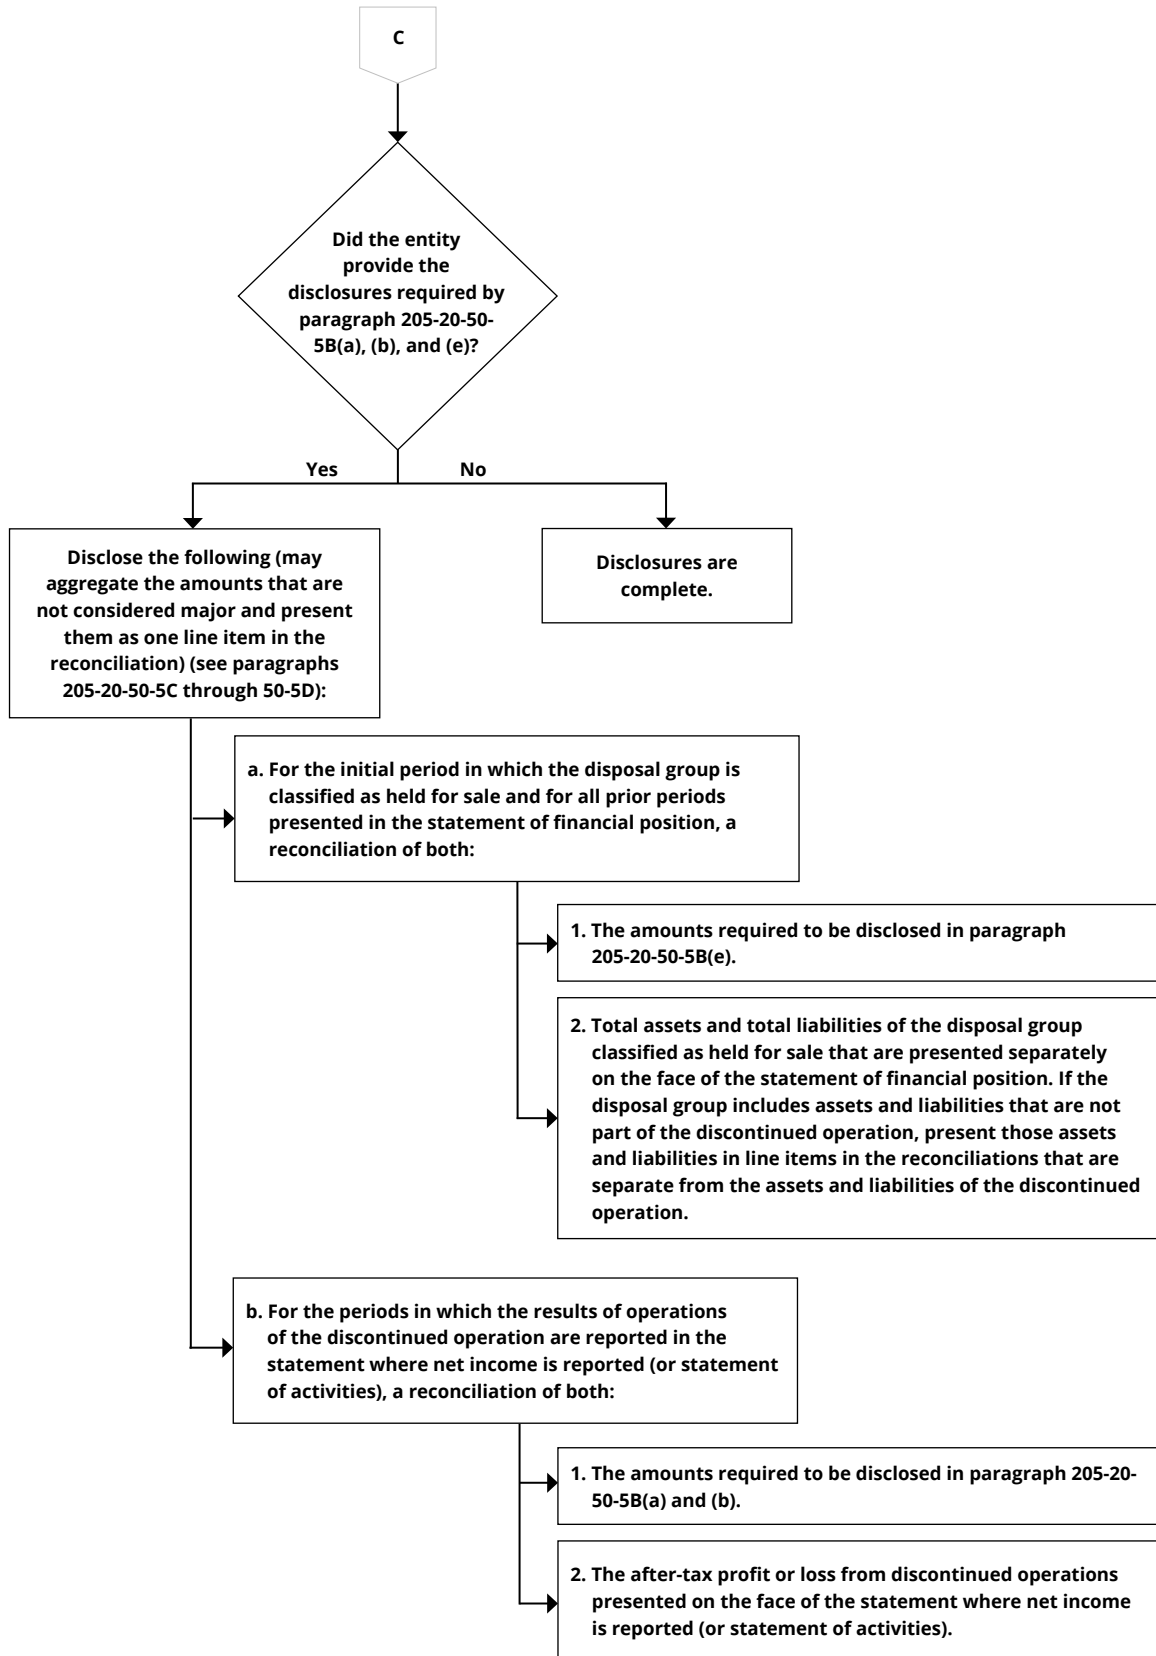 C
Did the entity
provide the
disclosures required by
paragraph 205-20-50-
5B(a), (b), and (e)?
Yes
No
Disclose the following (may
aggregate the amounts that are
not considered major and present
them as one line item in the
reconciliation) (see paragraphs
205-20-50-5C through 50-5D):
Disclosures are
complete.
a. For the initial period in which the disposal group is
classified as held for sale and for all prior periods
presented in the statement of financial position, a
reconciliation of both:
1. The amounts required to be disclosed in paragraph
205-20-50-5B(e).
2. Total assets and total liabilities of the disposal group
classified as held for sale that are presented separately
on the face of the statement of financial position. If the
disposal group includes assets and liabilities that are not
part of the discontinued operation, present those assets
and liabilities in line items in the reconciliations that are
separate from the assets and liabilities of the discontinued
operation.
b. For the periods in which the results of operations
of the discontinued operation are reported in the
statement where net income is reported (or statement
of activities), a reconciliation of both:
1. The amounts required to be disclosed in paragraph 205-20-
50-5B(a) and (b).
2. The after-tax profit or loss from discontinued operations
presented on the face of the statement where net income
is reported (or statement of activities).